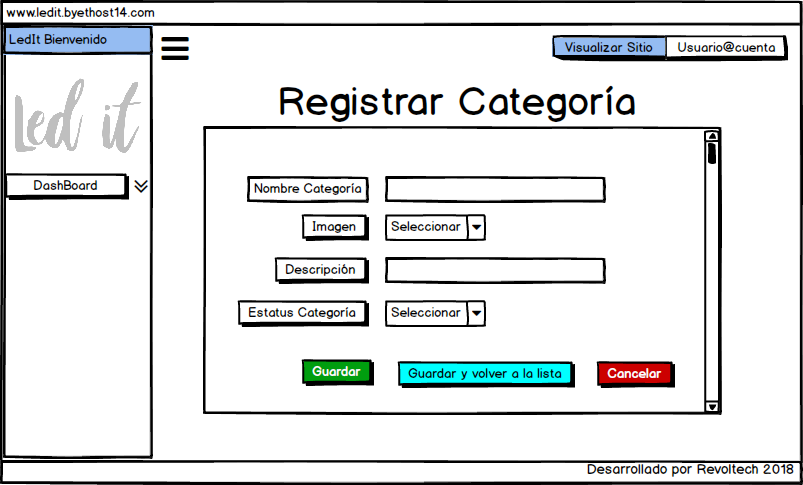 www.ledit.byethost14.com
LedIt Bienvenido
Visualizar Sitio
Usuario@cuenta
Led it
Registrar Categoría
DashBoard
Nombre Categoría
Imagen
Seleccionar
Descripción
Estatus Categoría
Seleccionar
Guardar
Guardar y volver a la lista
Cancelar
Desarrollado por Revoltech 2018